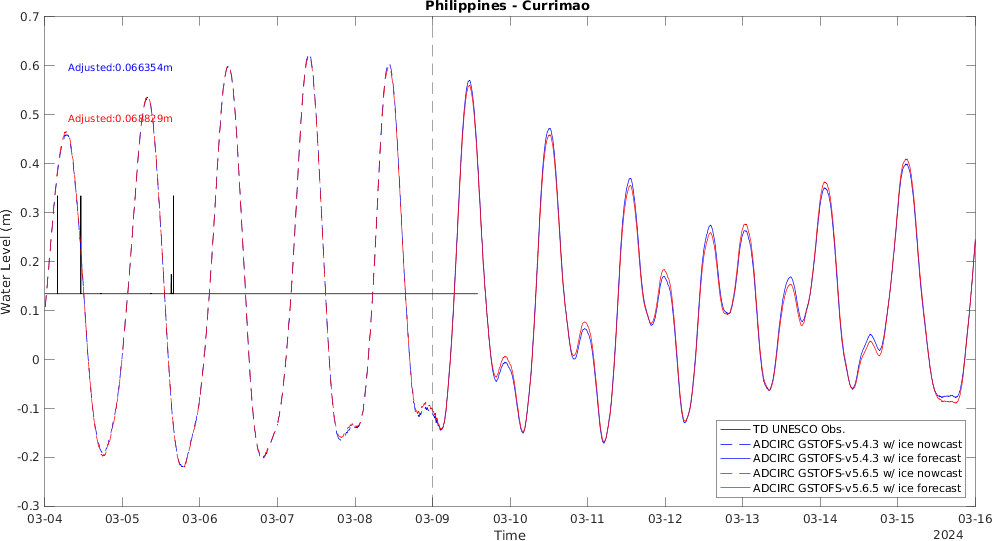 Philippines - Currimao
0.7
0.6
0.5
0.4
0.3
0.2
0.1
0
-0.1
-0.2
-0.3
Water Level (m)
Adjusted:0.066354m
Adjusted:0.068829m
TD UNESCO Obs.
ADCIRC GSTOFS-v5.4.3 w/ ice nowcast
ADCIRC GSTOFS-v5.4.3 w/ ice forecast
ADCIRC GSTOFS-v5.6.5 w/ ice nowcast
ADCIRC GSTOFS-v5.6.5 w/ ice forecast
03-04 03-05 03-06 03-07 03-08 03-09 03-10 03-11 03-12 03-13 03-14 03-15 03-16
Time
2024